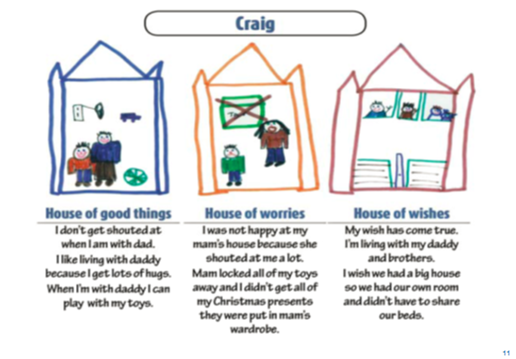 Craig
House of good things
I don't get shouted at
when I am with dad.
I like living with daddy
because I get lots of hugs.
When I'm with daddy I can
play with my toys.
House of worries
I was not happy at my
mam's house because she
shouted at me a lot.
Mam locked all of my toys
away and I didn't get all of
my Christmas presents
they were put in mam's
wardrobe.
House of wishes
My wish has come true.
I'm living with my daddy
and brothers.
I wish we had a big house
so we had our own room
and didn't have to share
our beds.
11